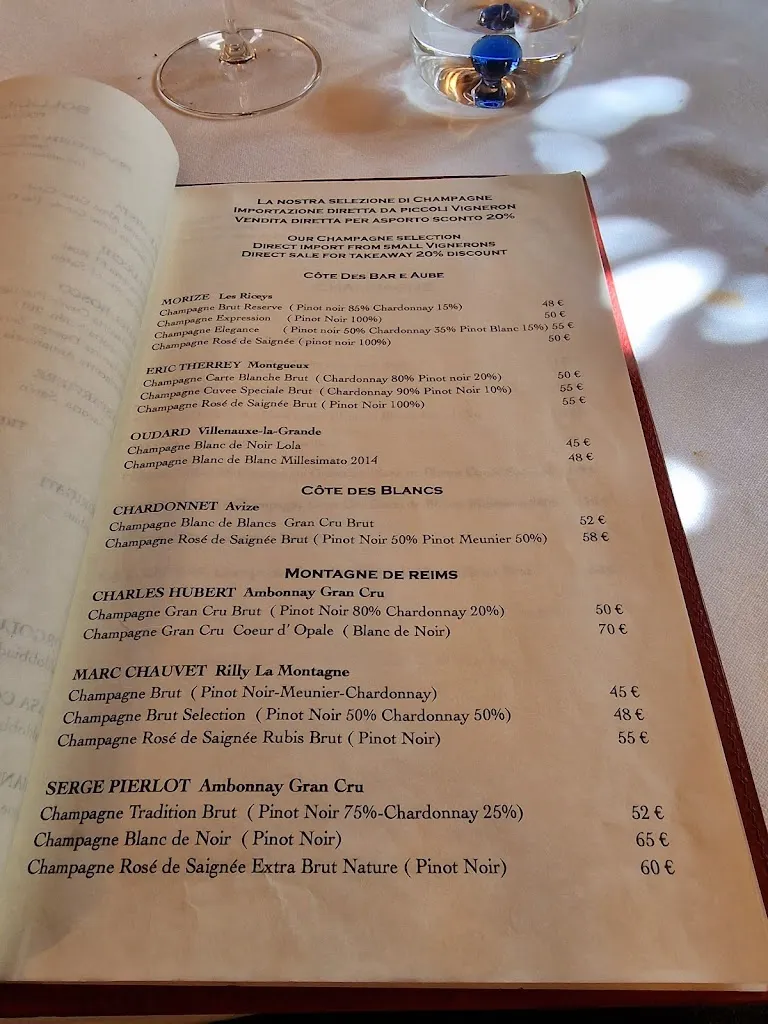 La nostra selezione di Champagne
Importazione diretta da piccoli Vigneron
Vendita diretta per asporto sconto 20%
Our Champagne selection
Direct import from small Vignerons
Direct sale for takeaway 20% discount
Côte Des Bar e Aube
MORIZE Les Riceys
Champagne Brut Reserve ( Pinot noir 85% Chardonnay 15%) 48 €
Champagne Expression ( Pinot Noir 100%) 50 €
Champagne Elegance ( Pinot noir 50% Chardonnay 35% Pinot Blanc 15%) 55 €
Champagne Rosé de Saignée ( pinot noir 100%) 50 €
ERIC THERREY Montgueux
Champagne Carte Blanche Brut ( Chardonnay 80% Pinot noir 20%) 50 €
Champagne Cuvee Speciale Brut ( Chardonnay 90% Pinot Noir 10%) 55 €
Champagne Rosé de Saignée Brut ( Pinot Noir 100%) 55 €
OUDARD Villenauxe-la-Grande
Champagne Blanc de Noir Lola 45 €
Champagne Blanc de Blanc Millesimato 2014 48 €
Côte des Blancs
CHARDONNET Avize
Champagne Blanc de Blancs Gran Cru Brut 52 €
Champagne Rosé de Saignée Brut ( Pinot Noir 50% Pinot Meunier 50%) 58 €
Montagne de reims
CHARLES HUBERT Ambonnay Gran Cru
Champagne Gran Cru Brut ( Pinot Noir 80% Chardonnay 20%) 50 €
Champagne Gran Cru Coeur d' Opale ( Blanc de Noir) 70 €
MARC CHAUVET Rilly La Montagne
Champagne Brut ( Pinot Noir-Meunier-Chardonnay) 45 €
Champagne Brut Selection ( Pinot Noir 50% Chardonnay 50%) 48 €
Champagne Rosé de Saignée Rubis Brut ( Pinot Noir) 55 €
SERGE PIERLOT Ambonnay Gran Cru
Champagne Tradition Brut ( Pinot Noir 75%-Chardonnay 25%) 52 €
Champagne Blanc de Noir ( Pinot Noir) 65 €
Champagne Rosé de Saignée Extra Brut Nature ( Pinot Noir) 60 €